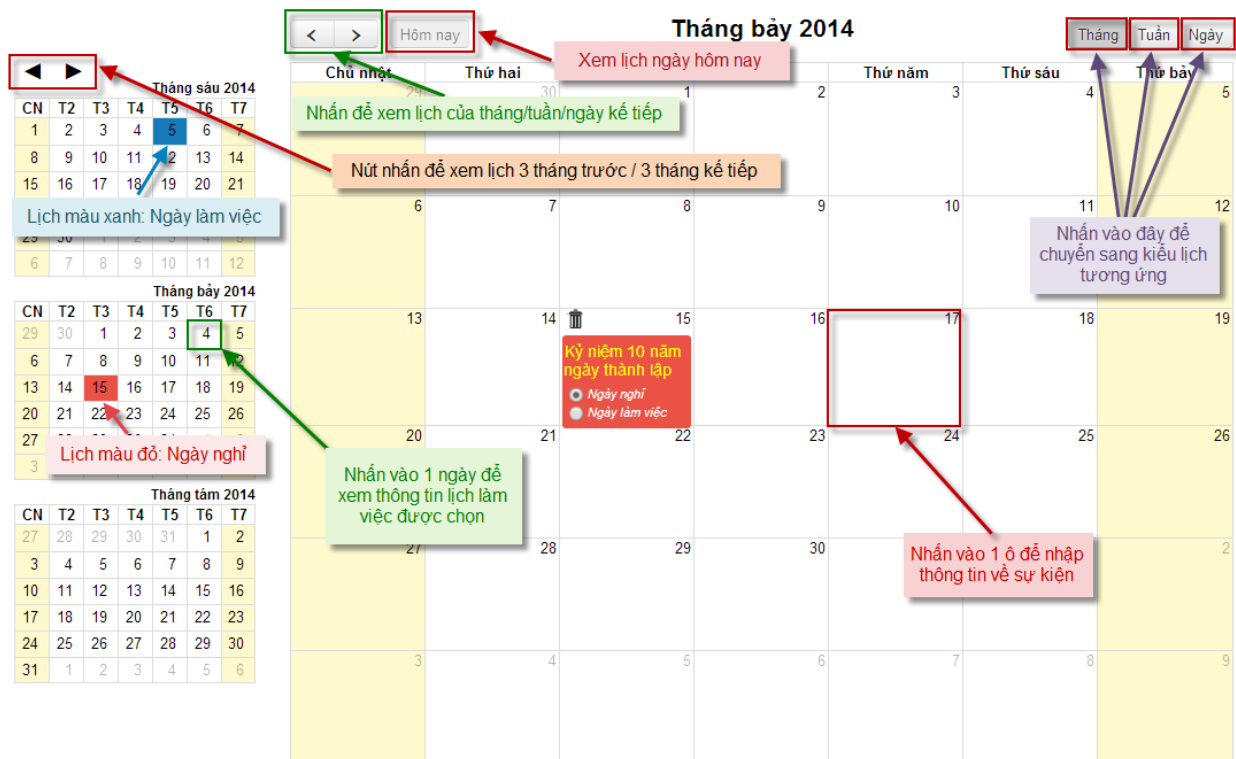 < > Hôm nay
Tháng bảy 2014
Tháng Tuần Ngày
Xem lịch ngày hôm nay
Chủ nhật Thứ hai Thứ năm Thứ sáu Thứ bảy
29 30 1 2 3 4 5
Nhấn để xem lịch của tháng/tuần/ngày kế tiếp
Nút nhấn để xem lịch 3 tháng trước / 3 tháng kế tiếp
6 7 8 9 10 11 12
Nhấn vào đây để
chuyển sang kiểu lịch
tương ứng
13 14 15 16 17 18 19
Kỷ niệm 10 năm
ngày thành lập
Ngày nghỉ
Ngày làm việc
20 21 22 23 24 25 26
Nhấn vào 1 ngày để
xem thông tin lịch làm
việc được chọn
27 28 29 30 2
Nhấn vào 1 ô để nhập
thông tin về sự kiện
3 4 5 6 7 8 9
Tháng sáu 2014
CN T2 T3 T4 T5 T6 T7
1 2 3 4 5 6 7
8 9 10 11 12 13 14
15 16 17 18 19 20 21
Lịch màu xanh: Ngày làm việc
29 30 1 2 3 4 5
6 7 8 9 10 11 12
Tháng bảy 2014
CN T2 T3 T4 T5 T6 T7
29 30 1 2 3 4 5
6 7 8 9 10 11 12
13 14 15 16 17 18 19
20 21 22 23 24 25 26
27
Lịch màu đỏ: Ngày nghỉ
3
Tháng tám 2014
CN T2 T3 T4 T5 T6 T7
27 28 29 30 31 1 2
3 4 5 6 7 8 9
10 11 12 13 14 15 16
17 18 19 20 21 22 23
24 25 26 27 28 29 30
31 1 2 3 4 5 6